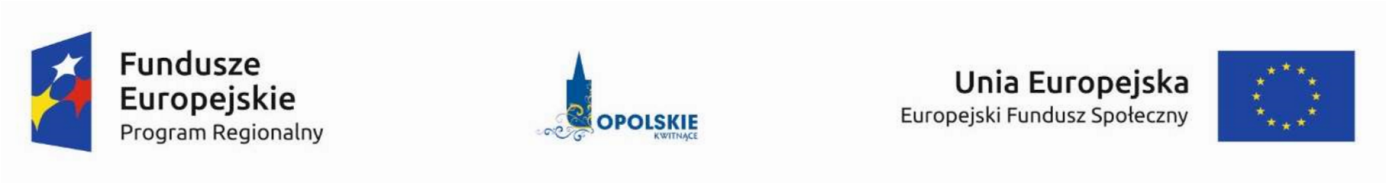 Fundusze
Europejskie
Program Regionalny
OPOLSKIE
KWITNĄCE
Unia Europejska
Europejski Fundusz Społeczny